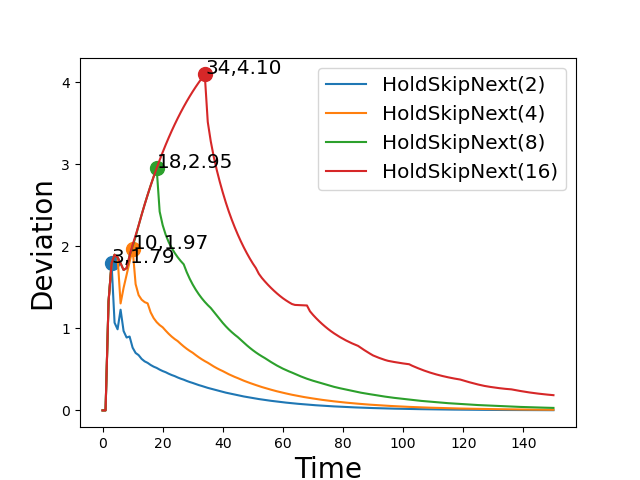 34,4.10
18,2.95
10,1.97
3,1.79
HoldSkipNext(2)
HoldSkipNext(4)
HoldSkipNext(8)
HoldSkipNext(16)
Deviation
4
3
2
1
0
0 20 40 60 80 100 120 140
Time